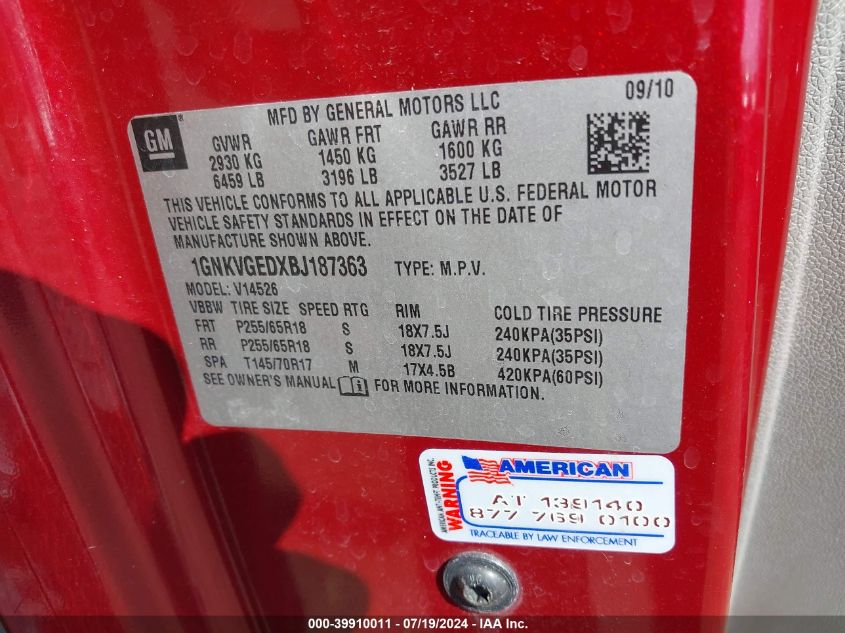 GM
®
MFD BY GENERAL MOTORS LLC
09/10
GVWR GAWR FRT GAWR RR
2930 KG 1450 KG 1600 KG
6459 LB 3196 LB 3527 LB
THIS VEHICLE CONFORMS TO ALL APPLICABLE U.S. FEDERAL MOTOR
VEHICLE SAFETY STANDARDS IN EFFECT ON THE DATE OF
MANUFACTURE SHOWN ABOVE.
1GNKVGEDXBJ187363 TYPE: M.P.V.
MODEL: V14526
VBBW TIRE SIZE SPEED RTG RIM COLD TIRE PRESSURE
FRT P255/65R18 S 18X7.5J 240KPA(35PSI)
RR P255/65R18 S 18X7.5J 240KPA(35PSI)
SPA T145/70R17 M 17X4.5B 420KPA(60PSI)
SEE OWNER'S MANUAL i FOR MORE INFORMATION.
AMERICAN ANTI-THEFT PRODUCTS INC.
WARNING
AMERICAN
AT 139140
877 769 0100
TRACEABLE BY LAW ENFORCEMENT
000-39910011 - 07/19/2024 - IAA Inc.